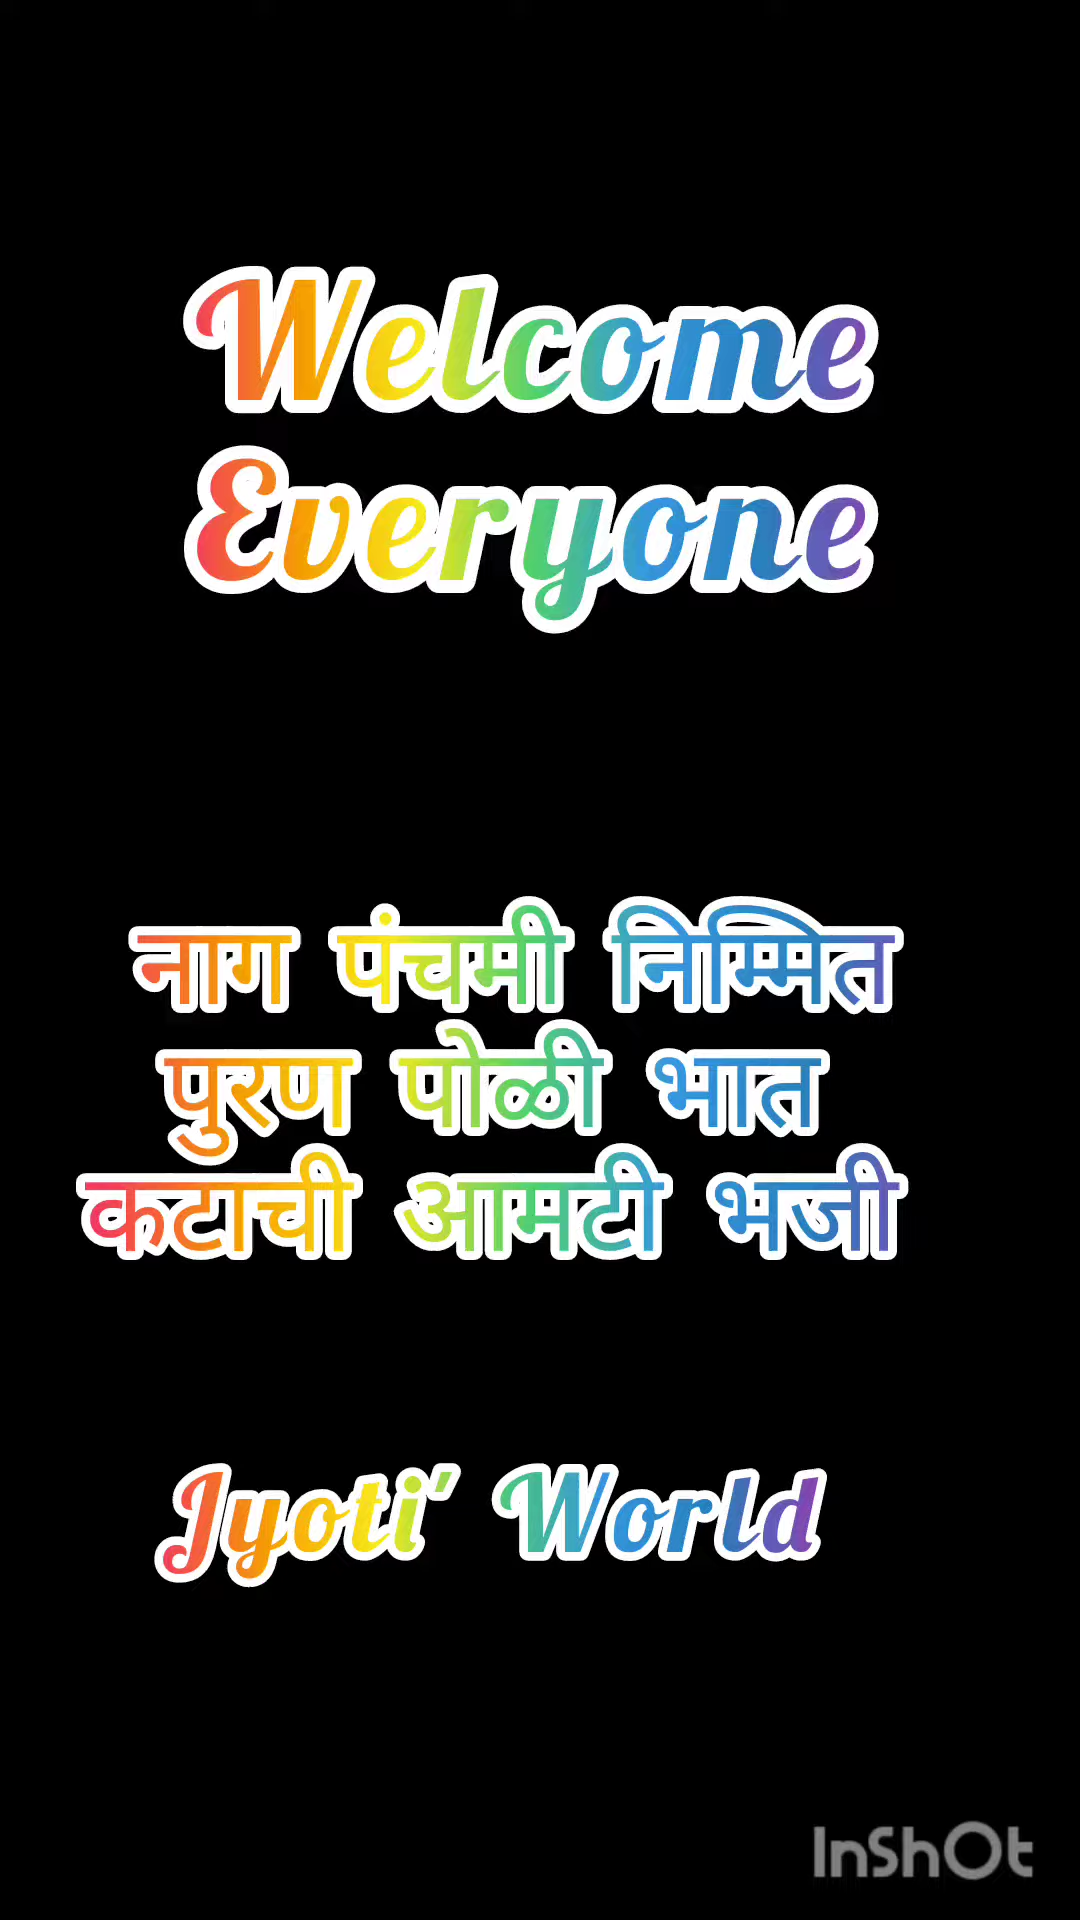 Welcome
Everyone
नाग पंचमी निम्मित
पुरण पोळी भात
कटाची आमटी भजी
Jyoti' World
InShOt